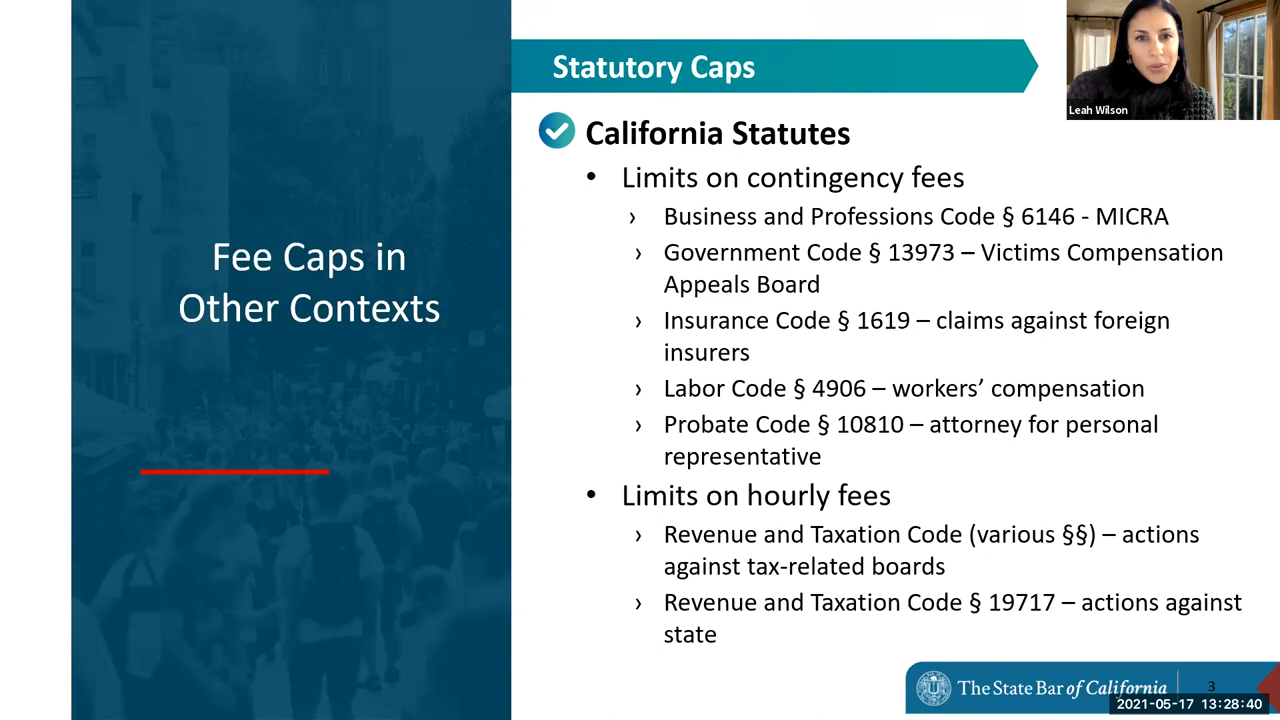 Statutory Caps
Leah Wilson
California Statutes
• Limits on contingency fees
› Business and Professions Code § 6146 - MICRA
› Government Code § 13973 – Victims Compensation
Appeals Board
› Insurance Code § 1619 – claims against foreign
insurers
› Labor Code § 4906 – workers’ compensation
› Probate Code § 10810 – attorney for personal
representative
• Limits on hourly fees
› Revenue and Taxation Code (various §§) – actions
against tax-related boards
› Revenue and Taxation Code § 19717 – actions against
state
Fee Caps in
Other Contexts
The State Bar of California
3
2021-05-17 13:28:40